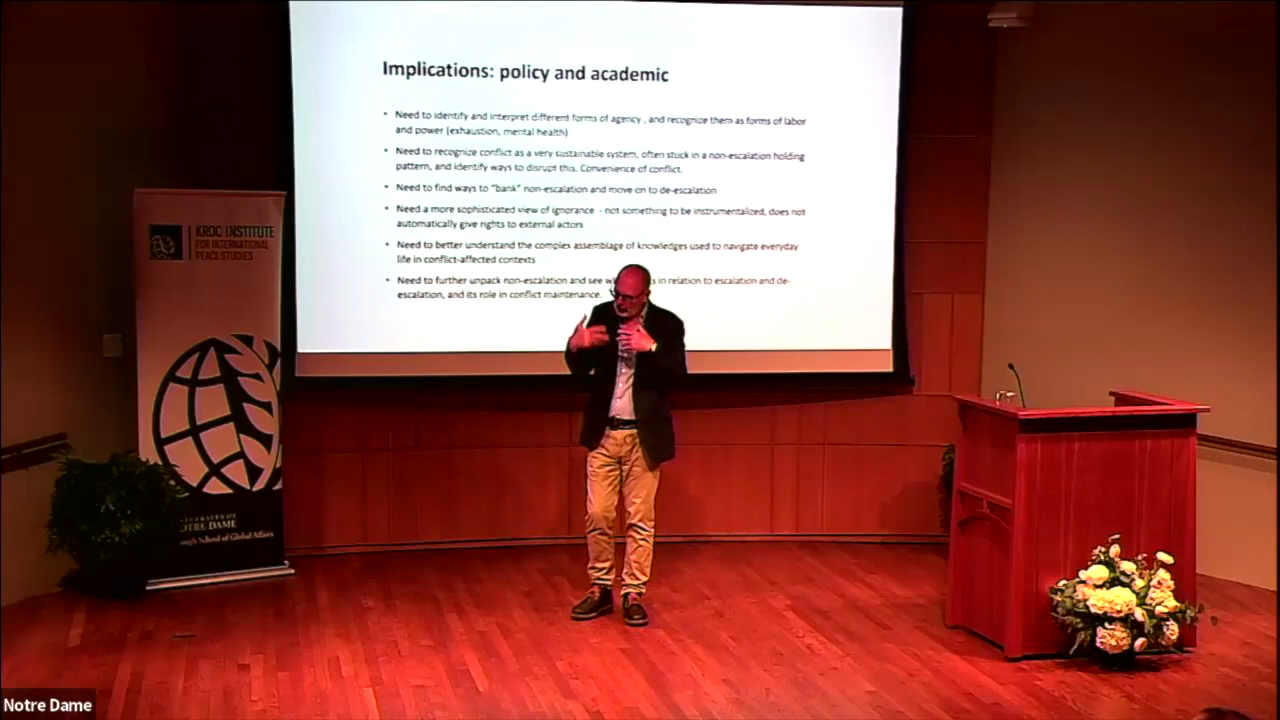 Implications: policy and academic
• Need to identify and interpret different forms of agency , and recognize them as forms of labor
and power (exhaustion, mental health)
• Need to recognize conflict as a very sustainable system, often stuck in a non-escalation holding
pattern, and identify ways to disrupt this. Convenience of conflict.
• Need to find ways to "bank" non-escalation and move on to de-escalation
• Need a more sophisticated view of ignorance - not something to be instrumentalized, does not
automatically give rights to external actors
• Need to better understand the complex assemblage of knowledges used to navigate everyday
life in conflict-affected contexts
• Need to further unpack non-escalation and see in relation to escalation and de-
escalation, and its role in conflict maintenance.
KROC INSTITUTE
FOR INTERNATIONAL
PEACE STUDIES
NOTRE DAME
School of Global Affairs
Notre Dame